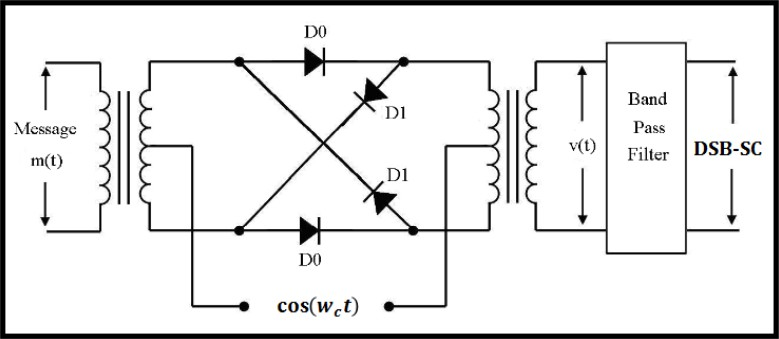 D0
D1
Message
m(t)
v(t)
Band
Pass
Filter
DSB-SC
D1
D0
cos(w_c t)